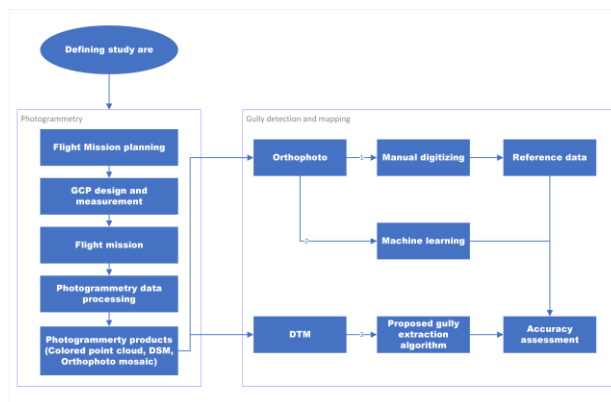 Defining study are
Photogrammetry
Flight Mission planning
GCP design and
measurement
Flight mission
Photogrammetry data
processing
Photogrammerty products
(Colored point cloud, DSM,
Orthophoto mosaic)
Gully detection and mapping
Orthophoto
1
Manual digitizing
Reference data
2
Machine learning
DTM
3
Proposed gully
extraction
algorithm
Accuracy
assessment